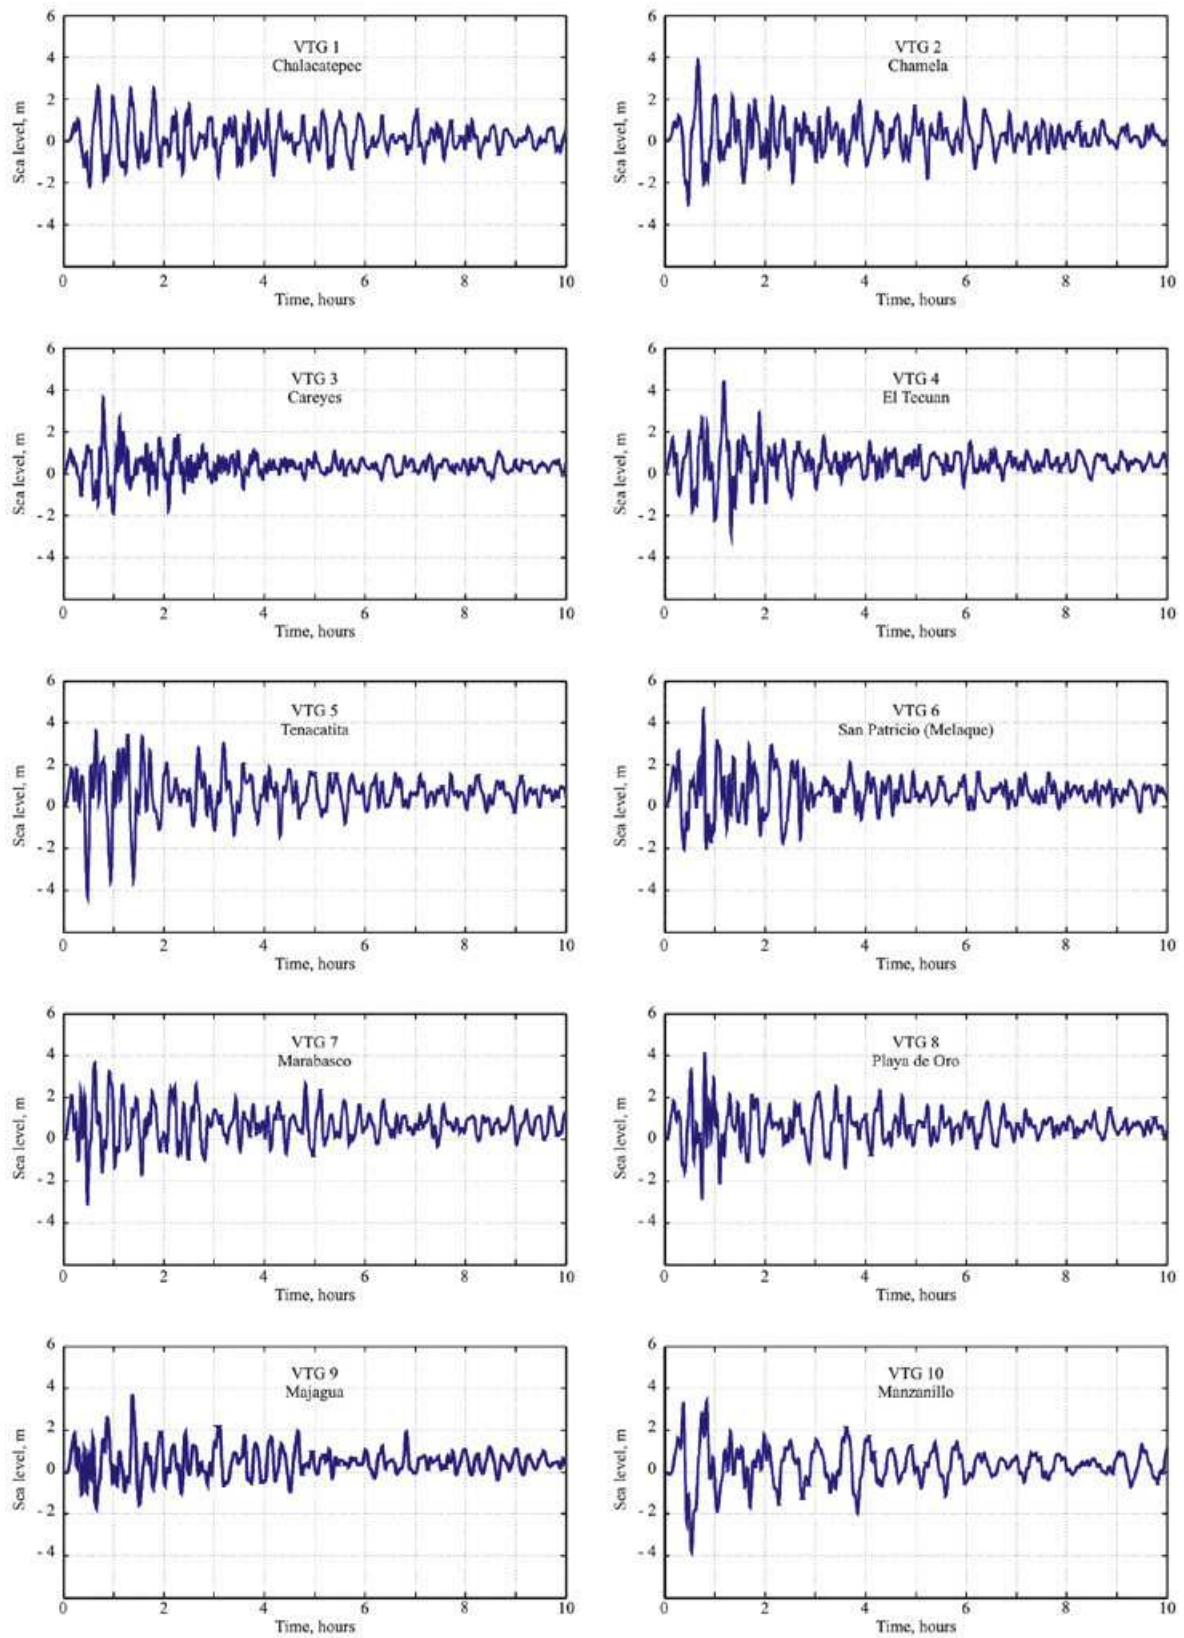 6
4
2
0
- 2
- 4
Sea level, m
VTG 1
Chalacatepec
0 2 4 6 8 10
Time, hours
6
4
2
0
- 2
- 4
Sea level, m
VTG 2
Chamela
0 2 4 6 8 10
Time, hours
6
4
2
0
- 2
- 4
Sea level, m
VTG 3
Careyes
0 2 4 6 8 10
Time, hours
6
4
2
0
- 2
- 4
Sea level, m
VTG 4
El Tecuan
0 2 4 6 8 10
Time, hours
6
4
2
0
- 2
- 4
Sea level, m
VTG 5
Tenacatita
0 2 4 6 8 10
Time, hours
6
4
2
0
- 2
- 4
Sea level, m
VTG 6
San Patricio (Melaque)
0 2 4 6 8 10
Time, hours
6
4
2
0
- 2
- 4
Sea level, m
VTG 7
Marabasco
0 2 4 6 8 10
Time, hours
6
4
2
0
- 2
- 4
Sea level, m
VTG 8
Playa de Oro
0 2 4 6 8 10
Time, hours
6
4
2
0
- 2
- 4
Sea level, m
VTG 9
Majagua
0 2 4 6 8 10
Time, hours
6
4
2
0
- 2
- 4
Sea level, m
VTG 10
Manzanillo
0 2 4 6 8 10
Time, hours